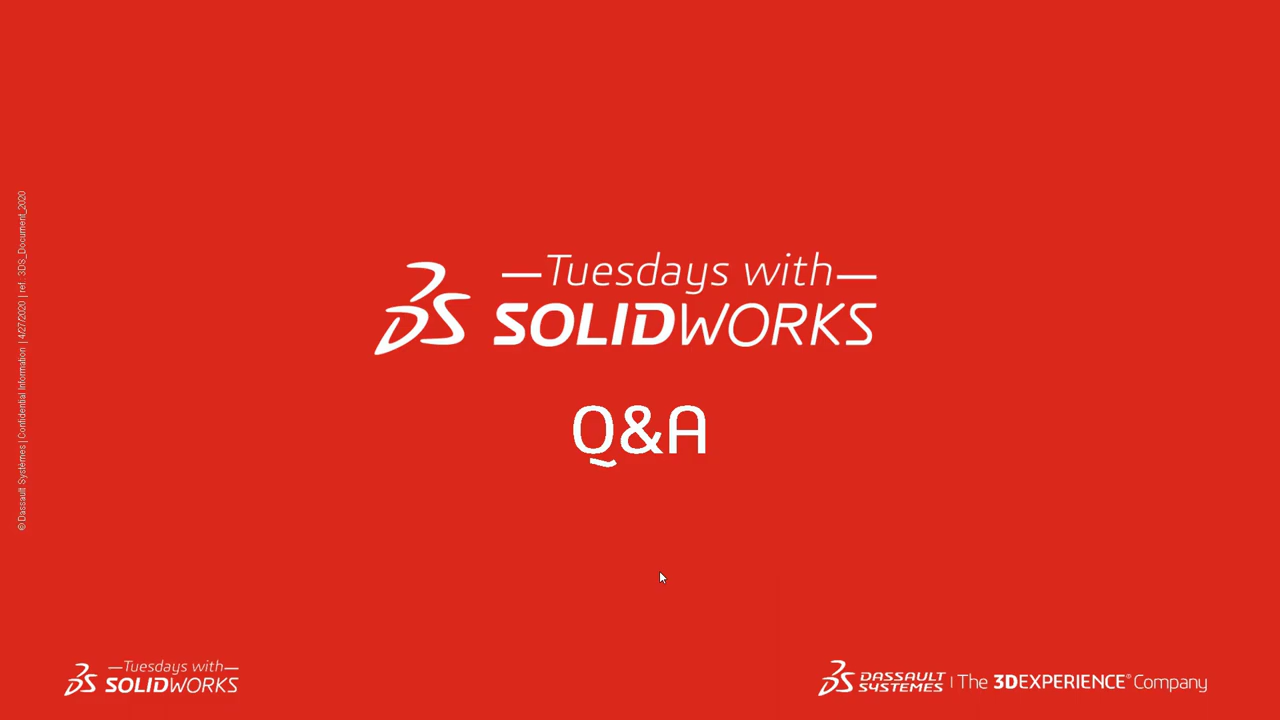 © Dassault Systèmes | Confidential Information | 4/27/2020 | ref.: 3DS_Document_2020
Tuesdays with
SOLIDWORKS
Q&A
Tuesdays with
SOLIDWORKS
DASSAULT
SYSTEMES | The 3DEXPERIENCE® Company